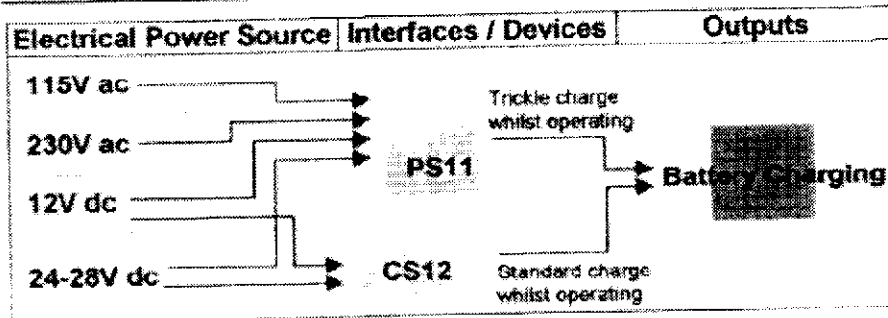 Electrical Power Source Interfaces / Devices Outputs
115V ac
Trickle charge
whilst operating
230V ac
PS11
Battery Charging
12V dc
24-28V dc
CS12
Standard charge
whilst operating